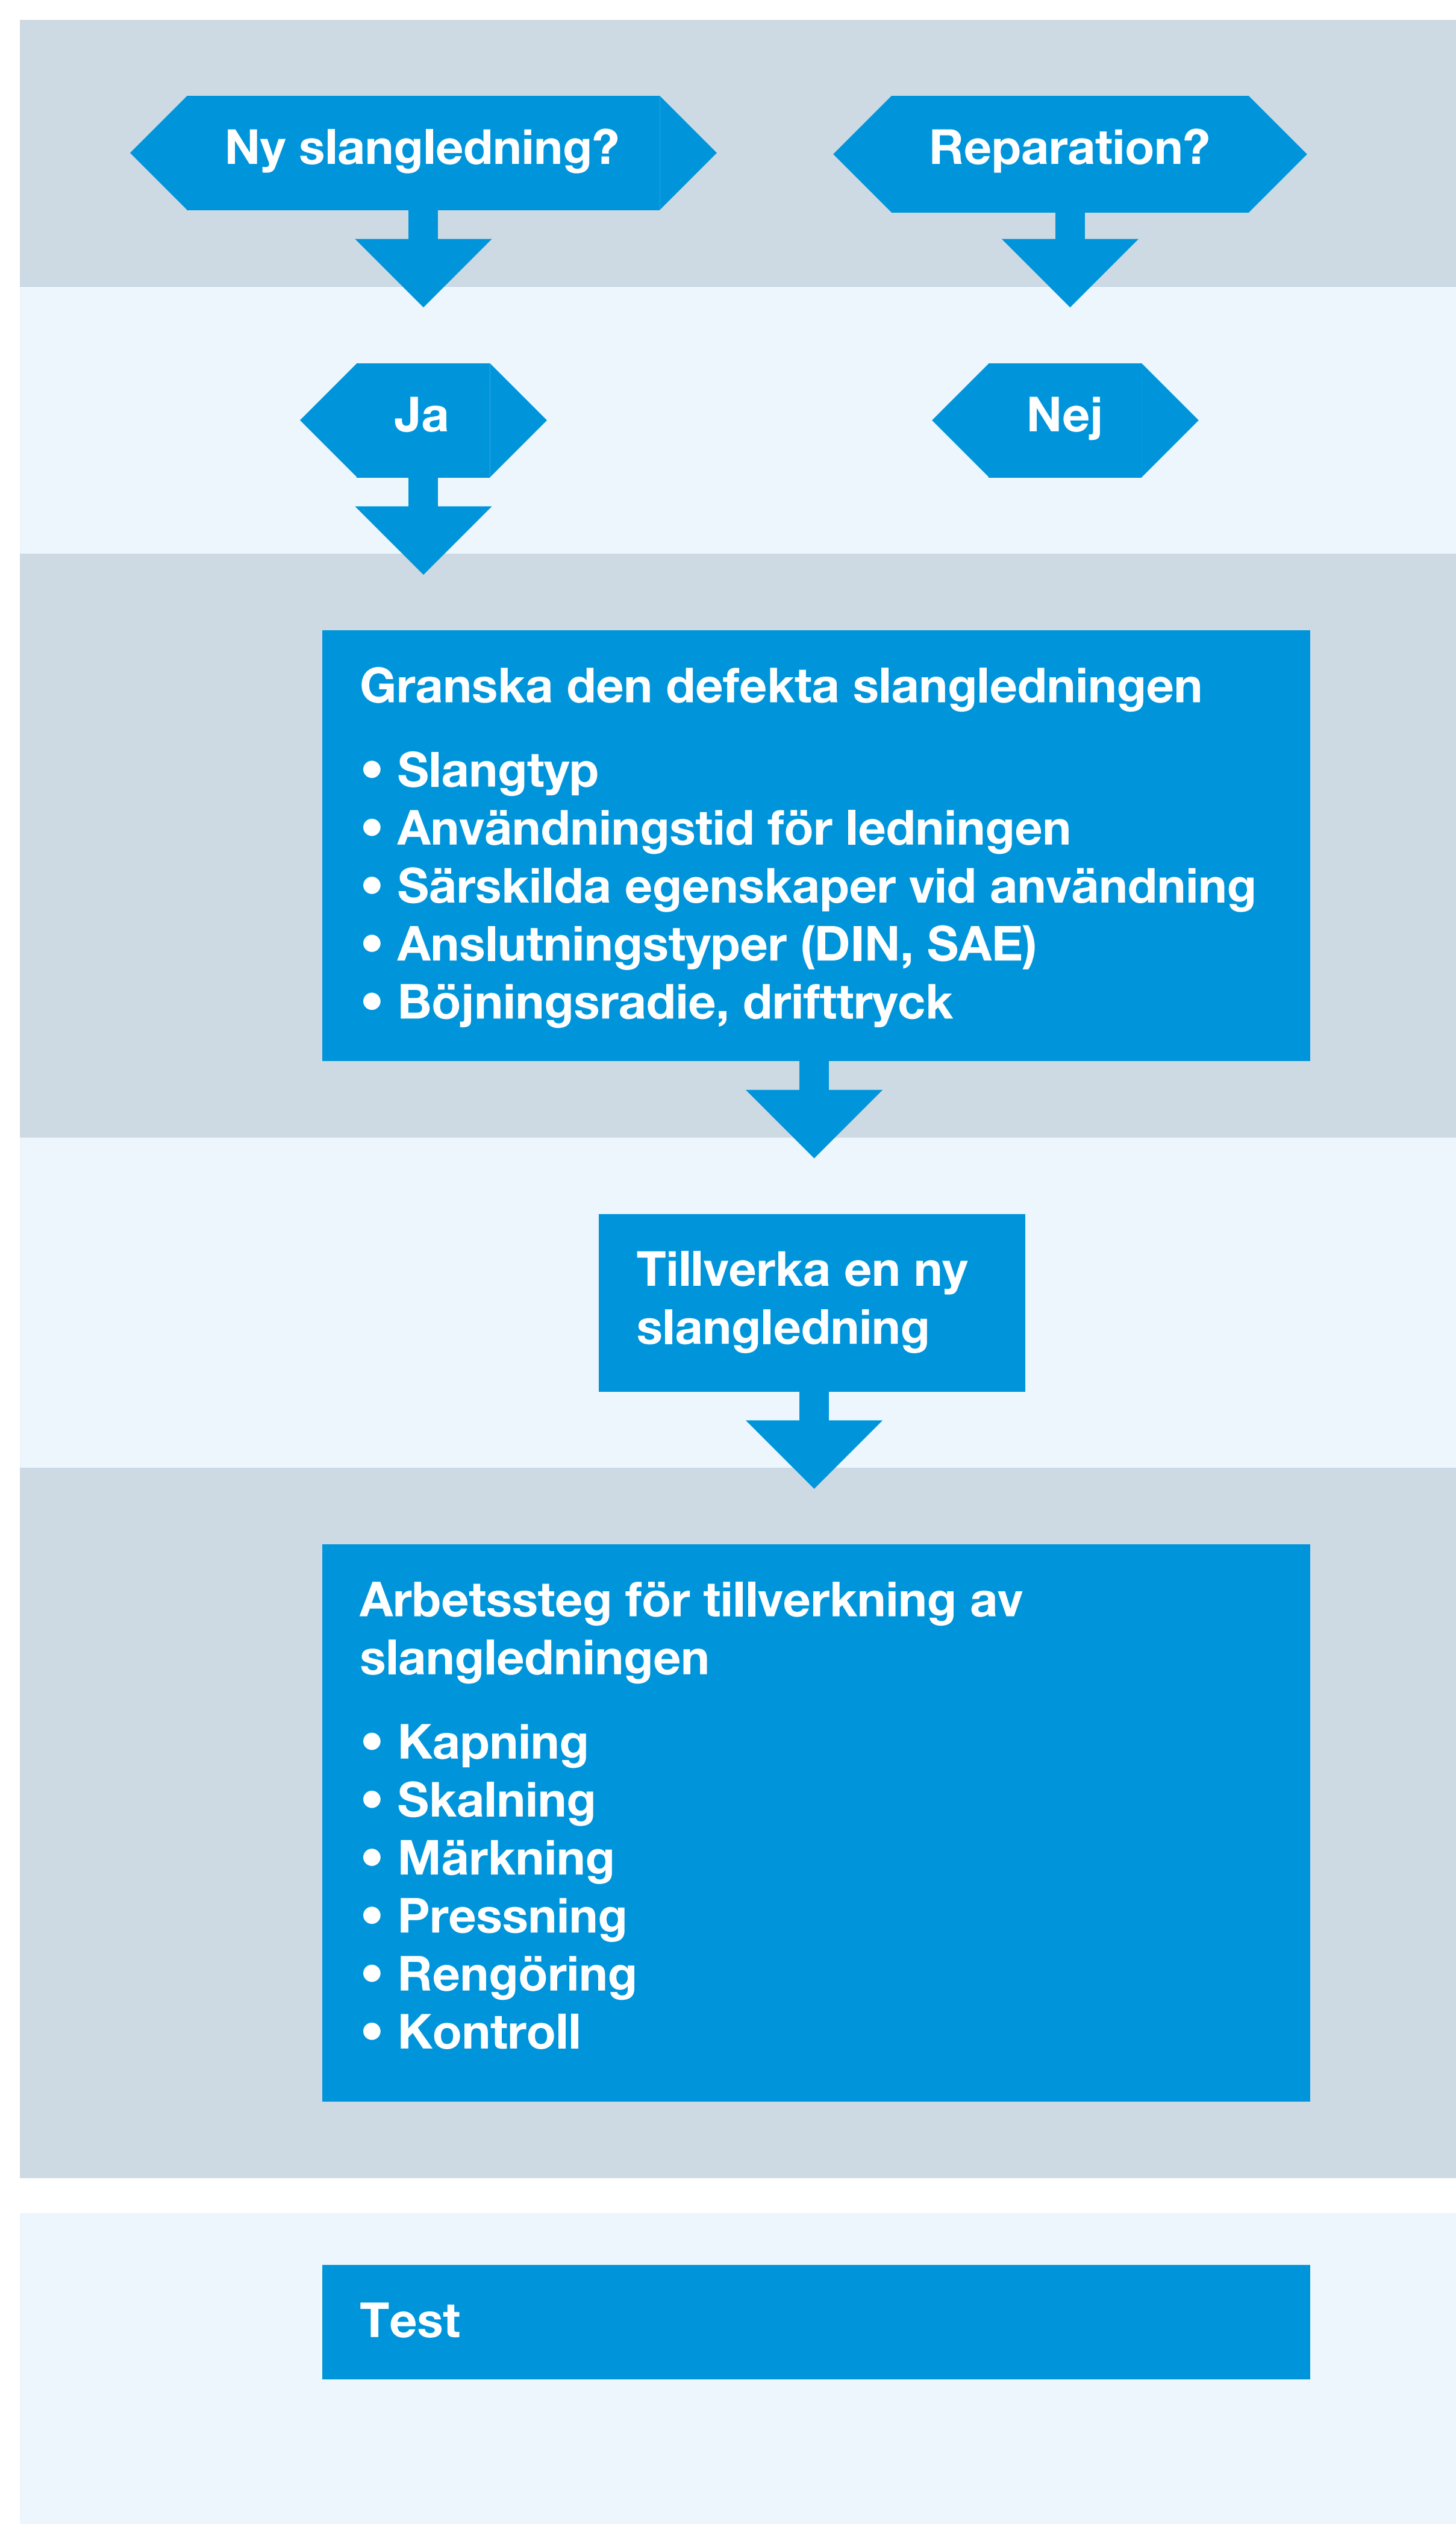 Ny slangledning?
Reparation?
Ja
Nej
Granska den defekta slangledningen
• Slangtyp
• Användningstid för ledningen
• Särskilda egenskaper vid användning
• Anslutningstyper (DIN, SAE)
• Böjningsradie, drifttryck
Tillverka en ny
slangledning
Arbetssteg för tillverkning av
slangledningen
• Kapning
• Skalning
• Märkning
• Pressning
• Rengöring
• Kontroll
Test